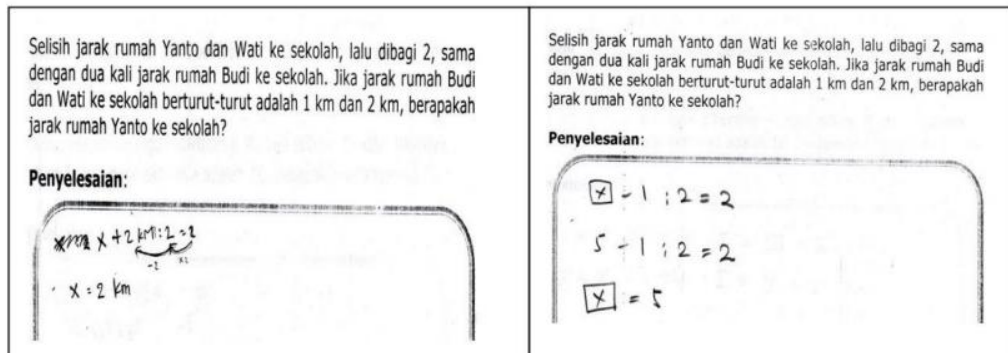 Selisih jarak rumah Yanto dan Wati ke sekolah, lalu dibagi 2, sama
dengan dua kali jarak rumah Budi ke sekolah. Jika jarak rumah Budi
dan Wati ke sekolah berturut-turut adalah 1 km dan 2 km, berapakah
jarak rumah Yanto ke sekolah?
Penyelesaian:
x + 2 km : 2 = 2
-2 x2
x = 2 km
Selisih jarak rumah Yanto dan Wati ke sekolah, lalu dibagi 2, sama
dengan dua kali jarak rumah Budi ke sekolah. Jika jarak rumah Budi
dan Wati ke sekolah berturut-turut adalah 1 km dan 2 km, berapakah
jarak rumah Yanto ke sekolah?
Penyelesaian:
x - 1 : 2 = 2
5 - 1 : 2 = 2
x = 5